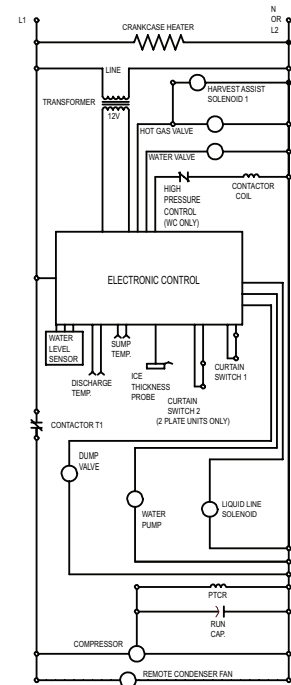 L1
N
OR
L2
CRANKCASE HEATER
LINE
TRANSFORMER
12V
HARVEST ASSIST
SOLENOID 1
HOT GAS VALVE
WATER VALVE
HIGH
PRESSURE
CONTROL
(WC ONLY)
CONTACTOR
COIL
ELECTRONIC CONTROL
WATER
LEVEL
SENSOR
SUMP
TEMP.
DISCHARGE
TEMP.
ICE
THICKNESS
PROBE
CURTAIN
SWITCH 1
CURTAIN
SWITCH 2
(2 PLATE UNITS ONLY)
CONTACTOR T1
DUMP
VALVE
WATER
PUMP
LIQUID LINE
SOLENOID
PTCR
RUN
CAP.
COMPRESSOR
REMOTE CONDENSER FAN